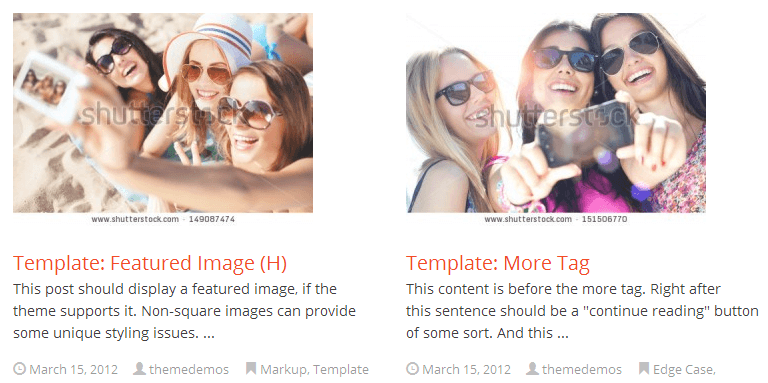 shutterstock
www.shutterstock.com · 149087474
Template: Featured Image (H)
This post should display a featured image, if the
theme supports it. Non-square images can provide
some unique styling issues. ...
March 15, 2012 themedemos Markup, Template
shutterstock
www.shutterstock.com · 151506770
Template: More Tag
This content is before the more tag. Right after
this sentence should be a "continue reading" button
of some sort. And this ...
March 15, 2012 themedemos Edge Case,